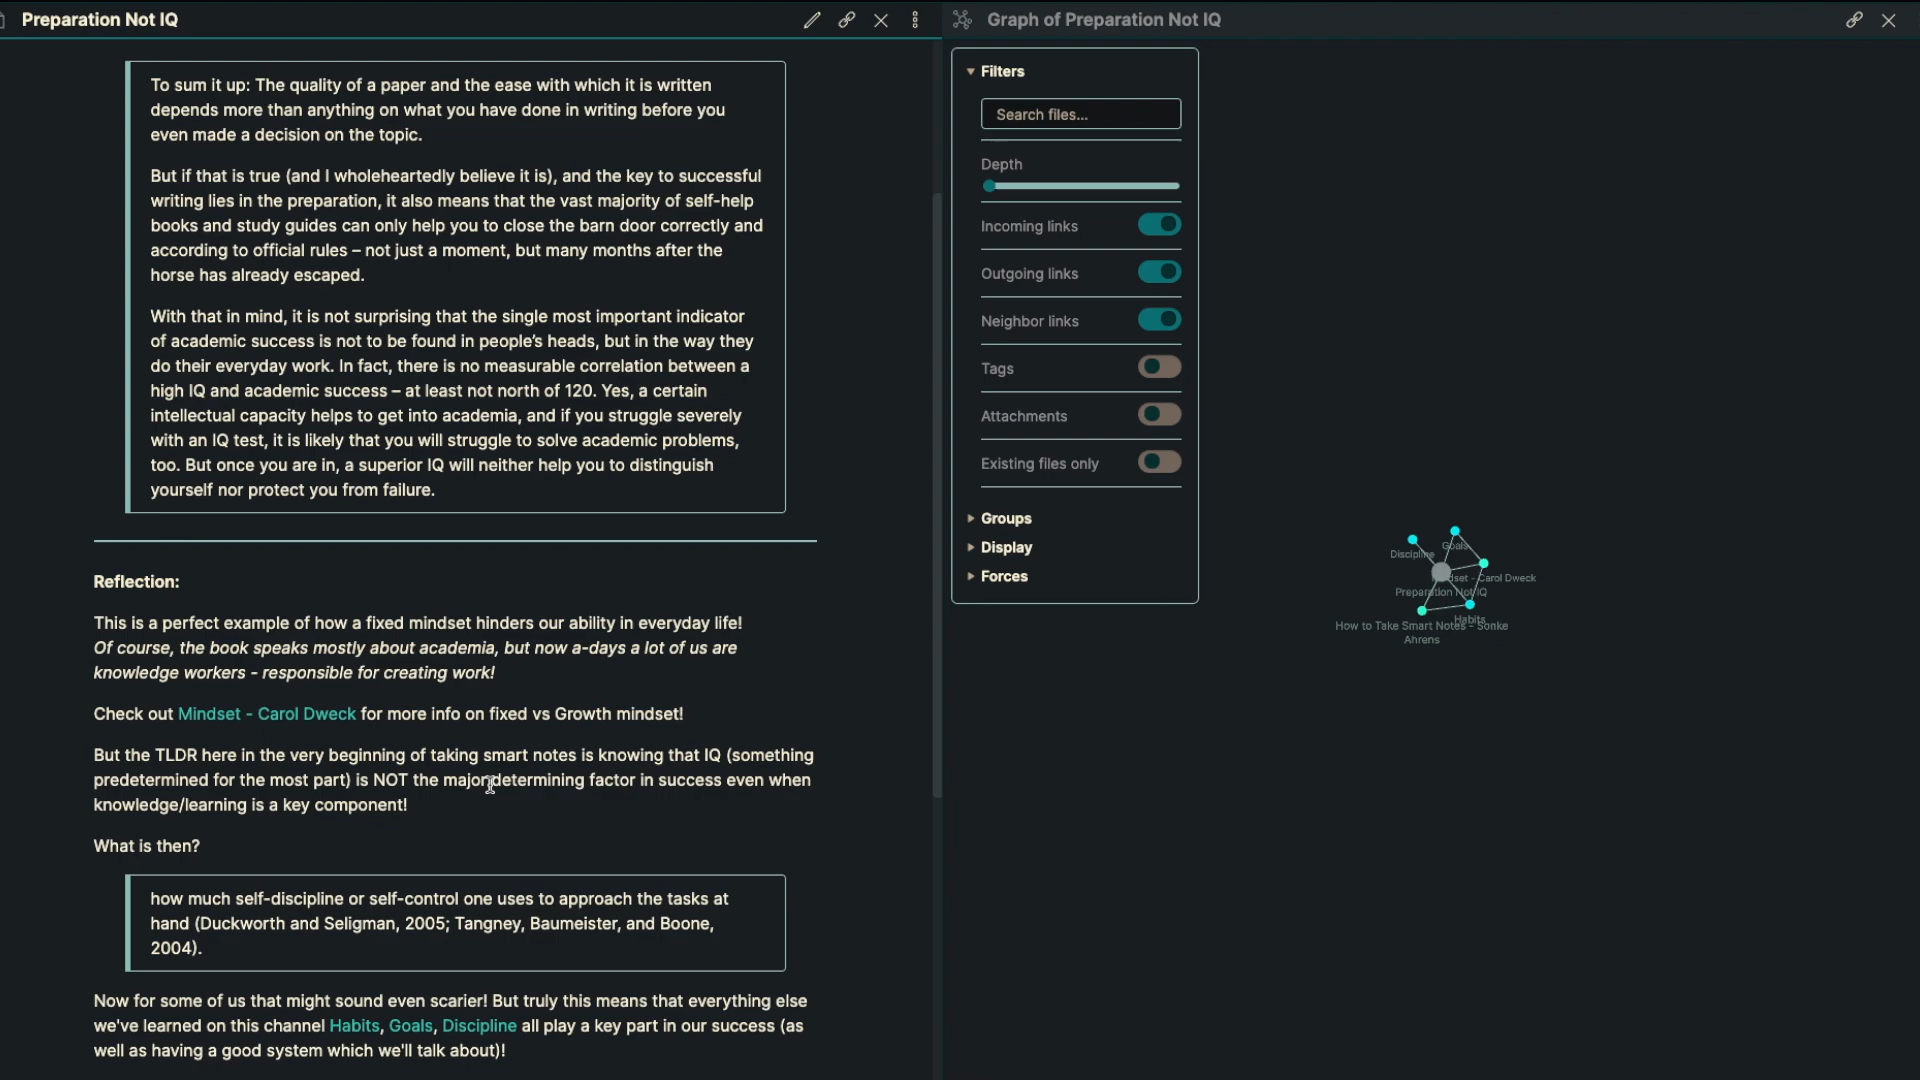 Preparation Not IQ
To sum it up: The quality of a paper and the ease with which it is written
depends more than anything on what you have done in writing before you
even made a decision on the topic.
But if that is true (and I wholeheartedly believe it is), and the key to successful
writing lies in the preparation, it also means that the vast majority of self-help
books and study guides can only help you to close the barn door correctly and
according to official rules – not just a moment, but many months after the
horse has already escaped.
With that in mind, it is not surprising that the single most important indicator
of academic success is not to be found in people’s heads, but in the way they
do their everyday work. In fact, there is no measurable correlation between a
high IQ and academic success – at least not north of 120. Yes, a certain
intellectual capacity helps to get into academia, and if you struggle severely
with an IQ test, it is likely that you will struggle to solve academic problems,
too. But once you are in, a superior IQ will neither help you to distinguish
yourself nor protect you from failure.
Reflection:
This is a perfect example of how a fixed mindset hinders our ability in everyday life!
Of course, the book speaks mostly about academia, but now a-days a lot of us are
knowledge workers - responsible for creating work!
Check out Mindset - Carol Dweck for more info on fixed vs Growth mindset!
But the TLDR here in the very beginning of taking smart notes is knowing that IQ (something
predetermined for the most part) is NOT the major determining factor in success even when
knowledge/learning is a key component!
What is then?
how much self-discipline or self-control one uses to approach the tasks at
hand (Duckworth and Seligman, 2005; Tangney, Baumeister, and Boone,
2004).
Now for some of us that might sound even scarier! But truly this means that everything else
we've learned on this channel Habits, Goals, Discipline all play a key part in our success (as
well as having a good system which we'll talk about)!
Graph of Preparation Not IQ
Filters
Search files...
Depth
Incoming links
Outgoing links
Neighbor links
Tags
Attachments
Existing files only
Groups
Display
Forces
Discipline
Goals
- Carol Dweck
Preparation Not IQ
Habits
How to Take Smart Notes - Sonke
Ahrens